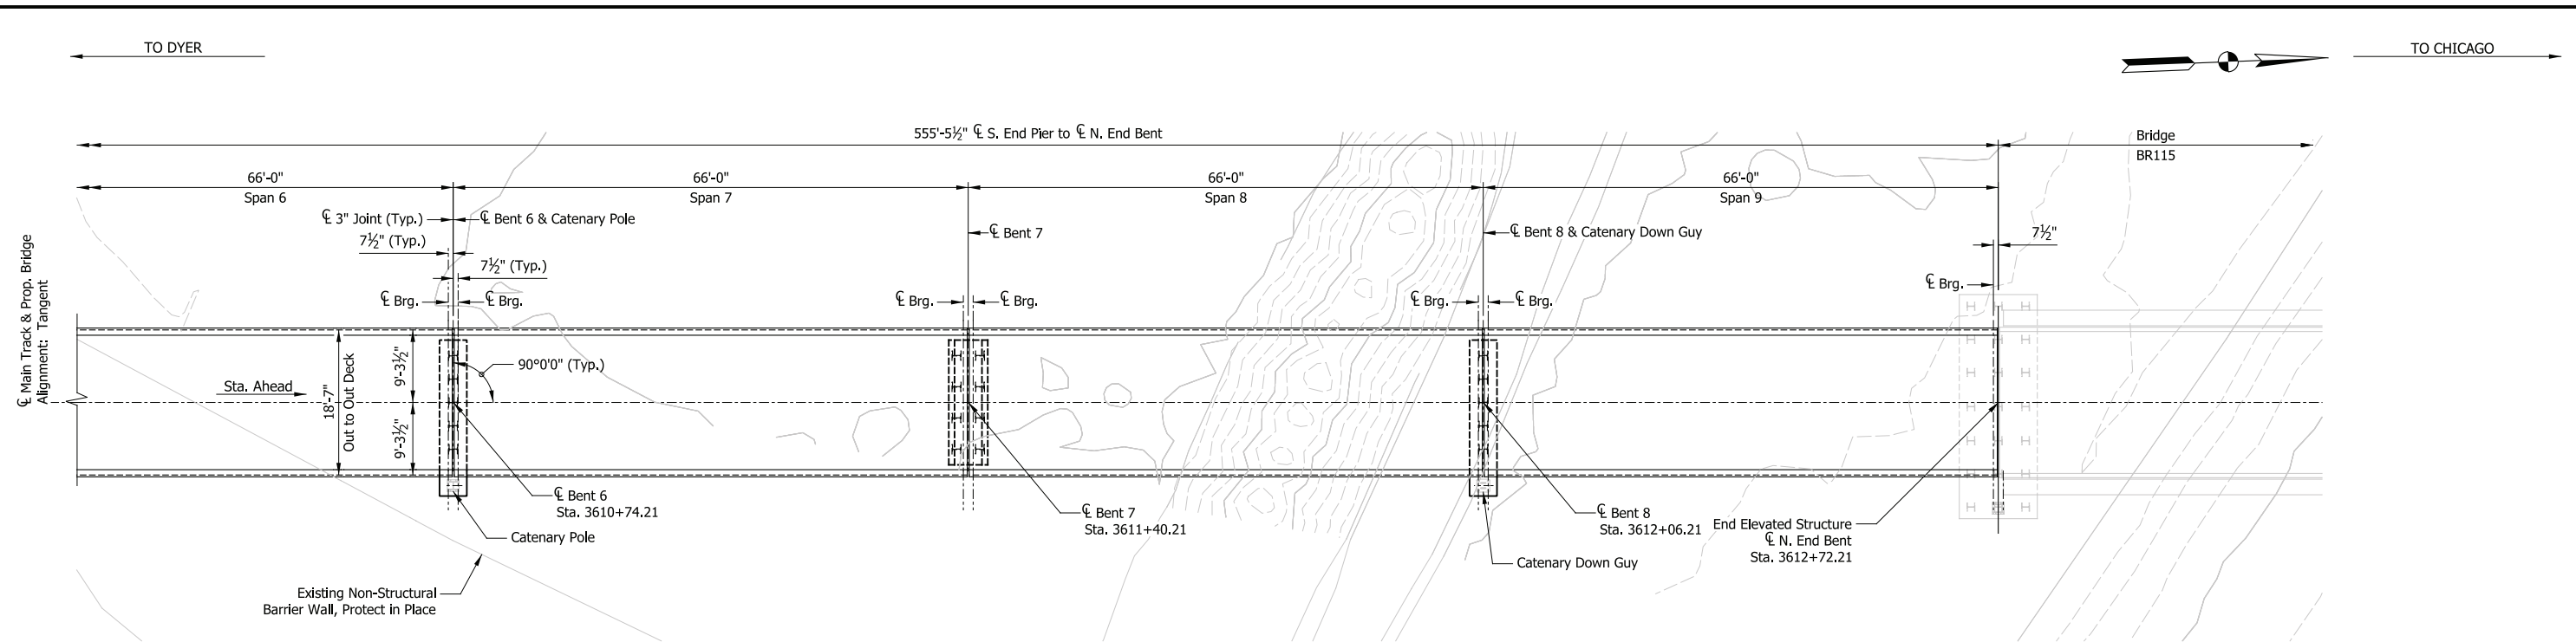 TO DYER
TO CHICAGO
555'-5½" ℄ S. End Pier to ℄ N. End Bent
Bridge
BR115
66'-0"
Span 6
66'-0"
Span 7
66'-0"
Span 8
66'-0"
Span 9
℄ 3" Joint (Typ.)
℄ Bent 6 & Catenary Pole
7½" (Typ.)
7½" (Typ.)
℄ Bent 7
℄ Bent 8 & Catenary Down Guy
7½"
℄ Brg.
℄ Brg.
℄ Brg.
℄ Brg.
℄ Brg.
℄ Brg.
℄ Brg.
℄ Main Track & Prop. Bridge
Alignment: Tangent
Sta. Ahead
18'-7"
Out to Out Deck
9'-3½"
9'-3½"
90°0'0" (Typ.)
℄ Bent 6
Sta. 3610+74.21
Catenary Pole
℄ Bent 7
Sta. 3611+40.21
℄ Bent 8
Sta. 3612+06.21
Catenary Down Guy
End Elevated Structure
℄ N. End Bent
Sta. 3612+72.21
Existing Non-Structural
Barrier Wall, Protect in Place